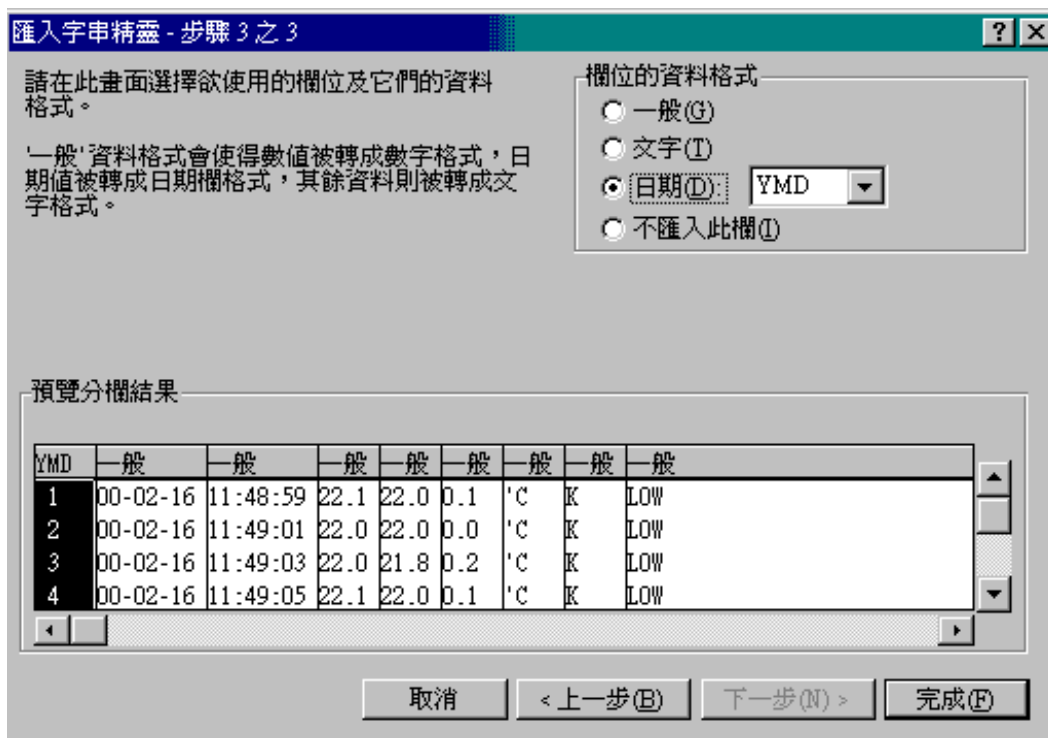 匯入字串精靈 - 步驟 3 之 3
請在此畫面選擇欲使用的欄位及它們的資料
格式。
'一般' 資料格式會使得數值被轉成數字格式，日
期值被轉成日期欄格式，其餘資料則被轉成文
字格式。
欄位的資料格式
一般(G)
文字(T)
日期(D): YMD
不匯入此欄(I)
預覽分欄結果
YMD 一般 一般 一般 一般 一般 一般 一般 一般
1 00-02-16 11:48:59 22.1 22.0 0.1 'C K LOW
2 00-02-16 11:49:01 22.0 22.0 0.0 'C K LOW
3 00-02-16 11:49:03 22.0 21.8 0.2 'C K LOW
4 00-02-16 11:49:05 22.1 22.0 0.1 'C K LOW
取消 < 上一步(B) 下一步(N) > 完成(F)